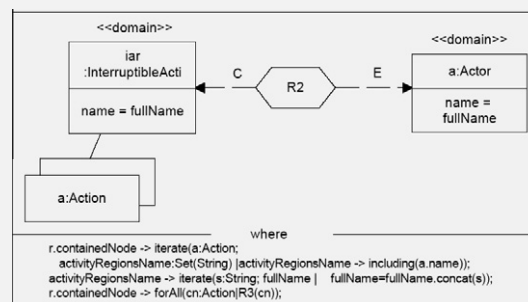 <<domain>>
<<domain>>
iar
:InterruptibleActi
name = fullName
C
R2
E
a:Actor
name =
fullName
a:Action
where
r.containedNode -> iterate(a:Action;
activityRegionsName:Set(String) |activityRegionsName -> including(a.name));
activityRegionsName -> iterate(s:String; fullName | fullName=fullName.concat(s));
r.containedNode -> forAll(cn:Action|R3(cn));